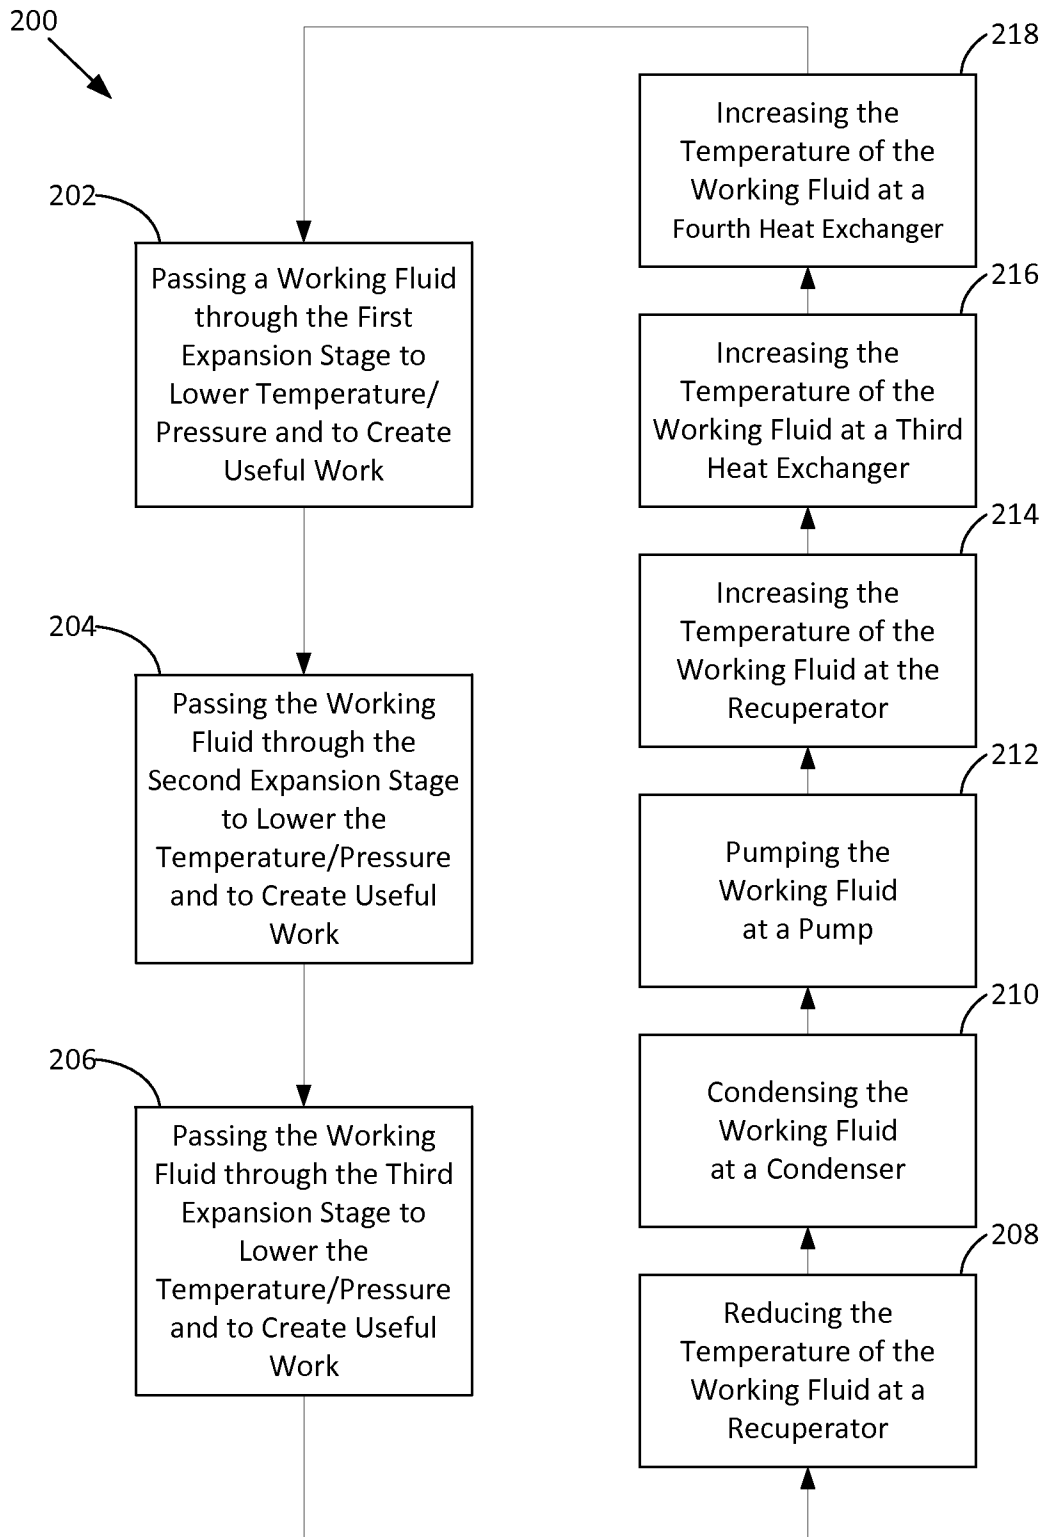 200
202
Passing a Working Fluid
through the First
Expansion Stage to
Lower Temperature/
Pressure and to Create
Useful Work
204
Passing the Working
Fluid through the
Second Expansion Stage
to Lower the
Temperature/Pressure
and to Create Useful
Work
206
Passing the Working
Fluid through the Third
Expansion Stage to
Lower the
Temperature/Pressure
and to Create Useful
Work
218
Increasing the
Temperature of the
Working Fluid at a
Fourth Heat Exchanger
216
Increasing the
Temperature of the
Working Fluid at a Third
Heat Exchanger
214
Increasing the
Temperature of the
Working Fluid at the
Recuperator
212
Pumping the
Working Fluid
at a Pump
210
Condensing the
Working Fluid
at a Condenser
208
Reducing the
Temperature of the
Working Fluid at a
Recuperator